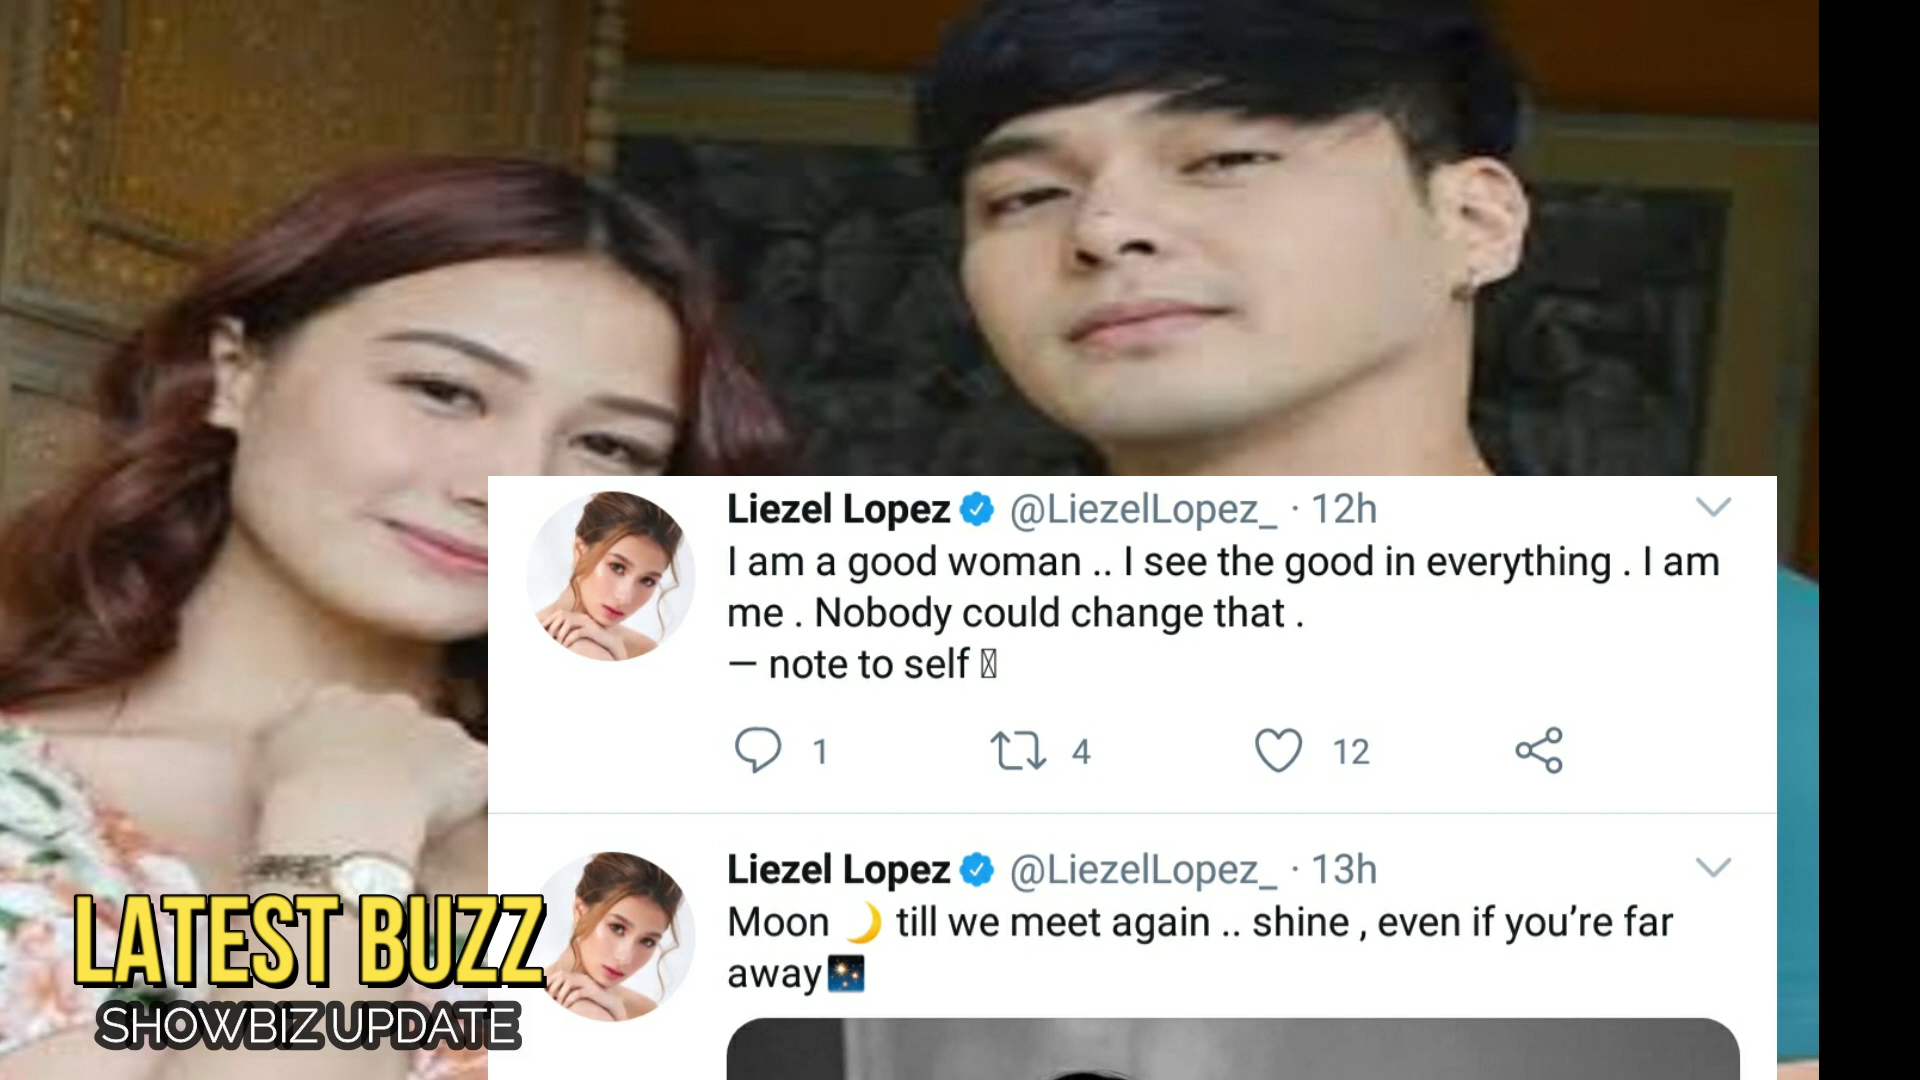 Liezel Lopez @LiezelLopez_ · 12h
I am a good woman .. I see the good in everything . I am
me . Nobody could change that .
— note to self
1 4 12
Liezel Lopez @LiezelLopez_ · 13h
Moon 🌙 till we meet again .. shine , even if you're far
away🎇
LATEST BUZZ
SHOWBIZ UPDATE